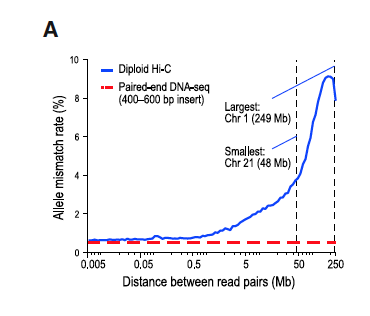 A
10
8
6
4
2
0
Allele mismatch rate (%)
Diploid Hi-C
Paired-end DNA-seq
(400–600 bp insert)
Largest:
Chr 1 (249 Mb)
Smallest:
Chr 21 (48 Mb)
0,005 0,05 0,5 5 50 250
Distance between read pairs (Mb)